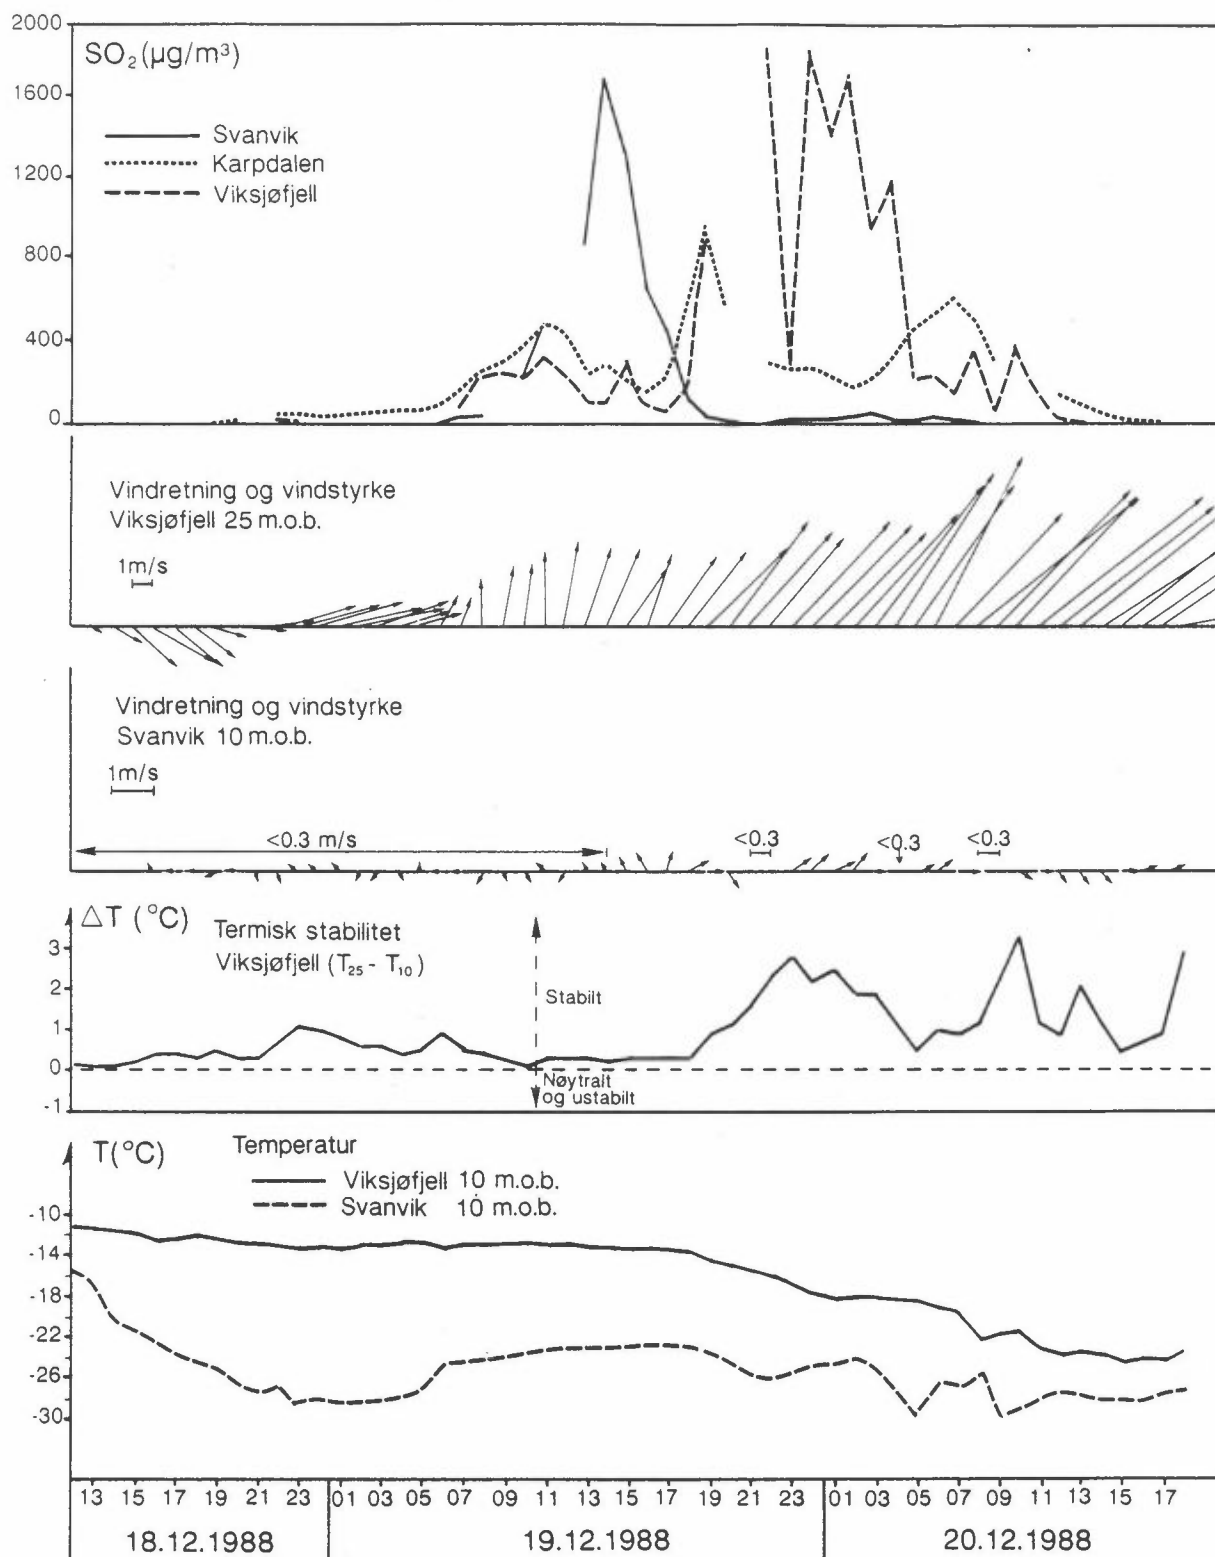 2000
SO₂(µg/m³)
1600
Svanvik
Karpdalen
1200
Viksjøfjell
800
400
0
Vindretning og vindstyrke
Viksjøfjell 25 m.o.b.
1m/s
Vindretning og vindstyrke
Svanvik 10 m.o.b.
1m/s
<0.3 m/s
<0.3
<0.3
<0.3
△T (°C)
Termisk stabilitet
Viksjøfjell (T₂₅ - T₁₀)
3
2
Stabilt
1
0
Nøytralt
og ustabilt
-1
T(°C)
Temperatur
Viksjøfjell 10 m.o.b.
Svanvik 10 m.o.b.
-10
-14
-18
-22
-26
-30
13 15 17 19 21 23 01 03 05 07 09 11 13 15 17 19 21 23 01 03 05 07 09 11 13 15 17
18.12.1988 19.12.1988 20.12.1988